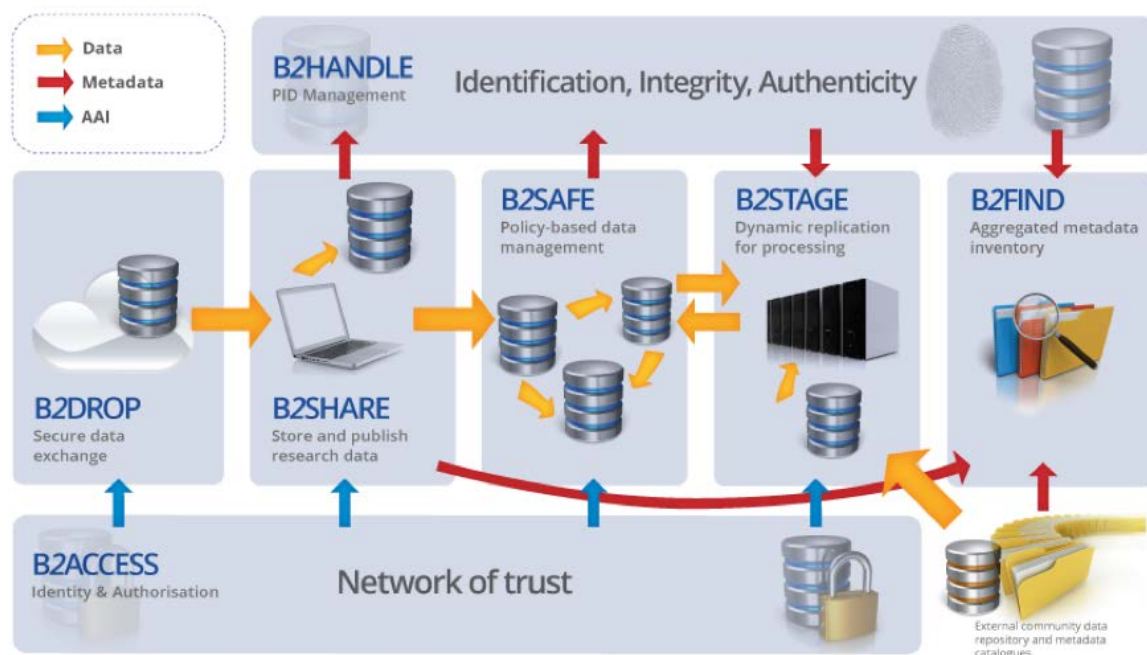 Data
Metadata
AAI
B2HANDLE
PID Management
Identification, Integrity, Authenticity
B2DROP
Secure data
exchange
B2SHARE
Store and publish
research data
B2SAFE
Policy-based data
management
B2STAGE
Dynamic replication
for processing
B2FIND
Aggregated metadata
inventory
B2ACCESS
Identity & Authorisation
Network of trust
External community data
repository and metadata
catalogues